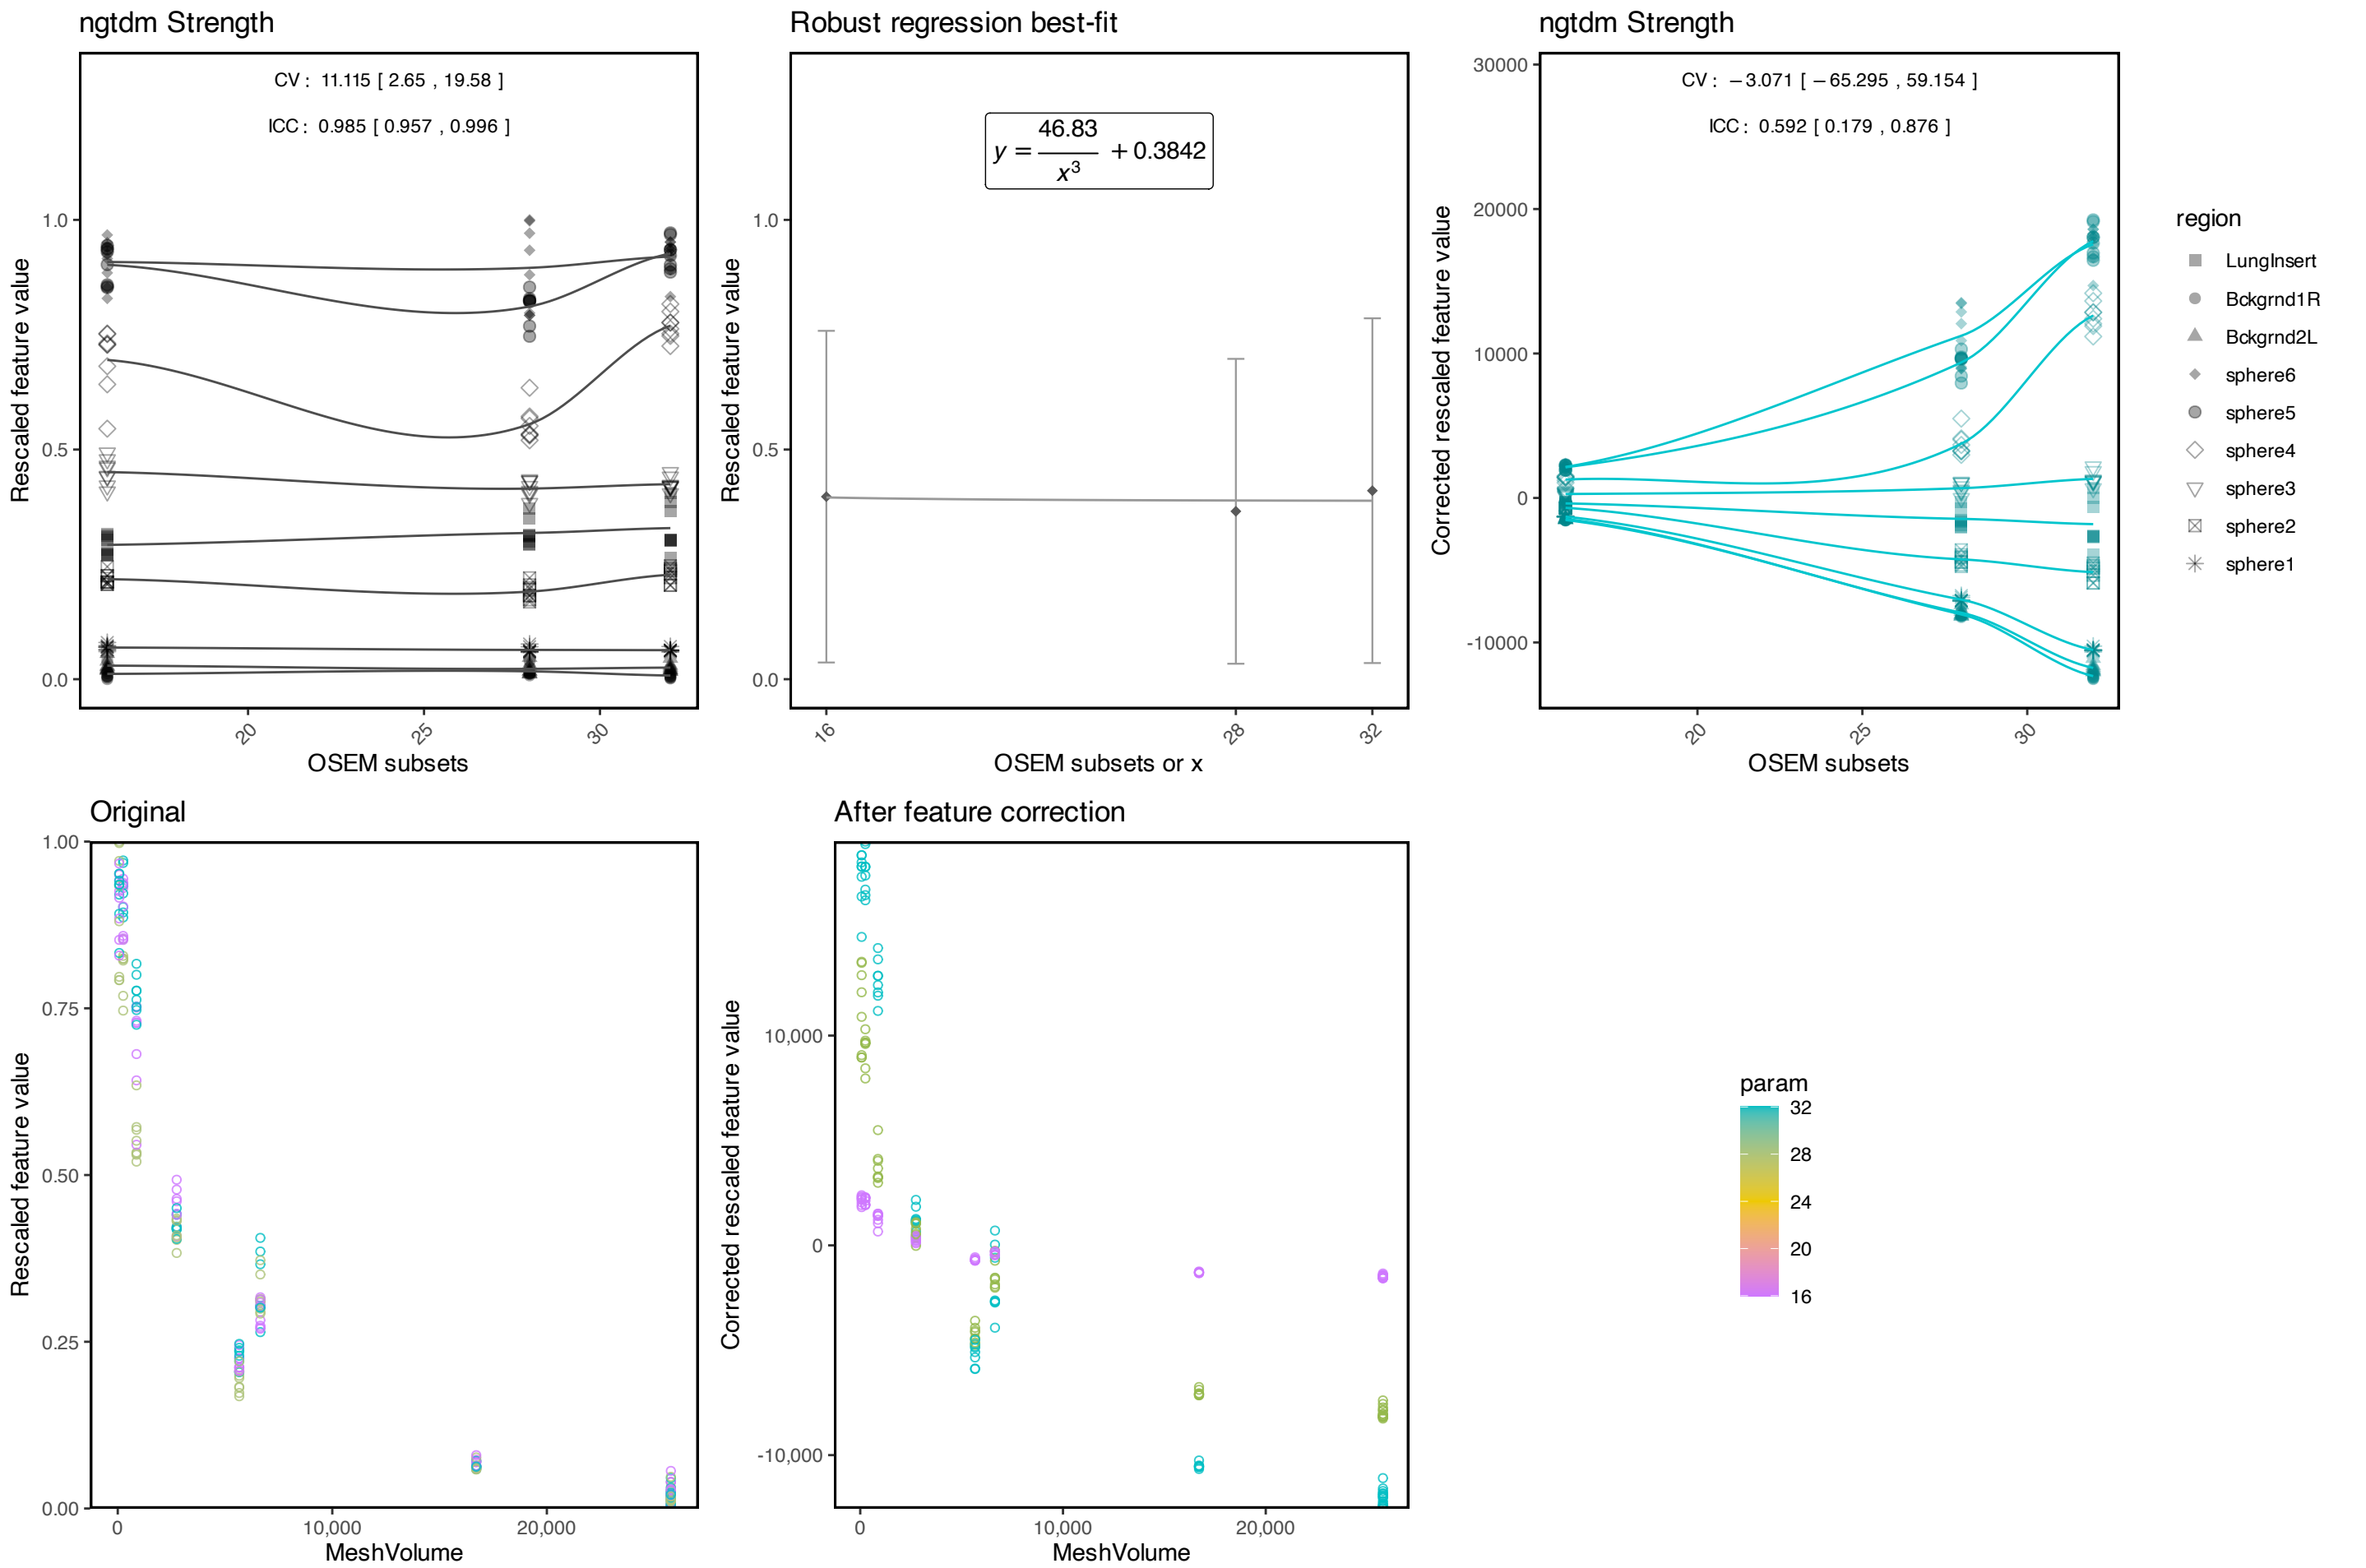 ngtdm Strength
CV : 11.115 [ 2.65 , 19.58 ]
ICC : 0.985 [ 0.957 , 0.996 ]
Rescaled feature value
1.0
0.5
0.0
20
25
30
OSEM subsets
Robust regression best-fit
y = 46.83 / x³ + 0.3842
Rescaled feature value
1.0
0.5
0.0
16
28
32
OSEM subsets or x
ngtdm Strength
CV : −3.071 [ −65.295 , 59.154 ]
ICC : 0.592 [ 0.179 , 0.876 ]
Corrected rescaled feature value
30000
20000
10000
0
-10000
20
25
30
OSEM subsets
region
LungInsert
Bckgrnd1R
Bckgrnd2L
sphere6
sphere5
sphere4
sphere3
sphere2
sphere1
Original
Rescaled feature value
1.00
0.75
0.50
0.25
0.00
0
10,000
20,000
MeshVolume
After feature correction
Corrected rescaled feature value
10,000
0
-10,000
0
10,000
20,000
MeshVolume
param
32
28
24
20
16